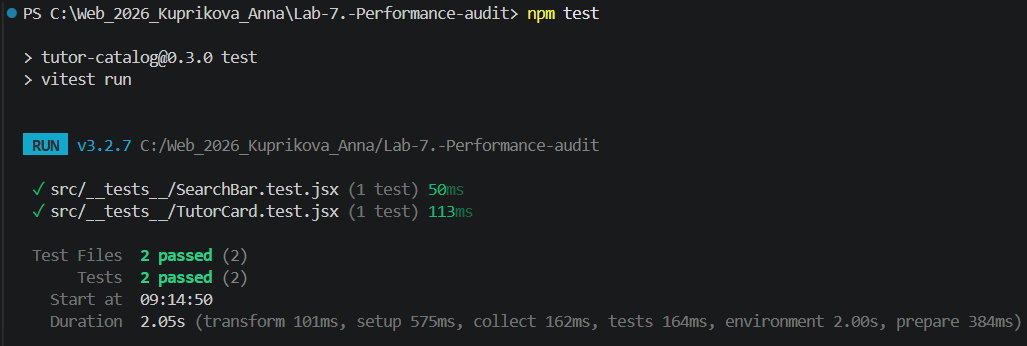 PS C:\Web_2026_Kuprikova_Anna\Lab-7.-Performance-audit> npm test
> tutor-catalog@0.3.0 test
> vitest run
RUN v3.2.7 C:/Web_2026_Kuprikova_Anna/Lab-7.-Performance-audit
✓ src/__tests__/SearchBar.test.jsx (1 test) 50ms
✓ src/__tests__/TutorCard.test.jsx (1 test) 113ms
Test Files 2 passed (2)
Tests 2 passed (2)
Start at 09:14:50
Duration 2.05s (transform 101ms, setup 575ms, collect 162ms, tests 164ms, environment 2.00s, prepare 384ms)